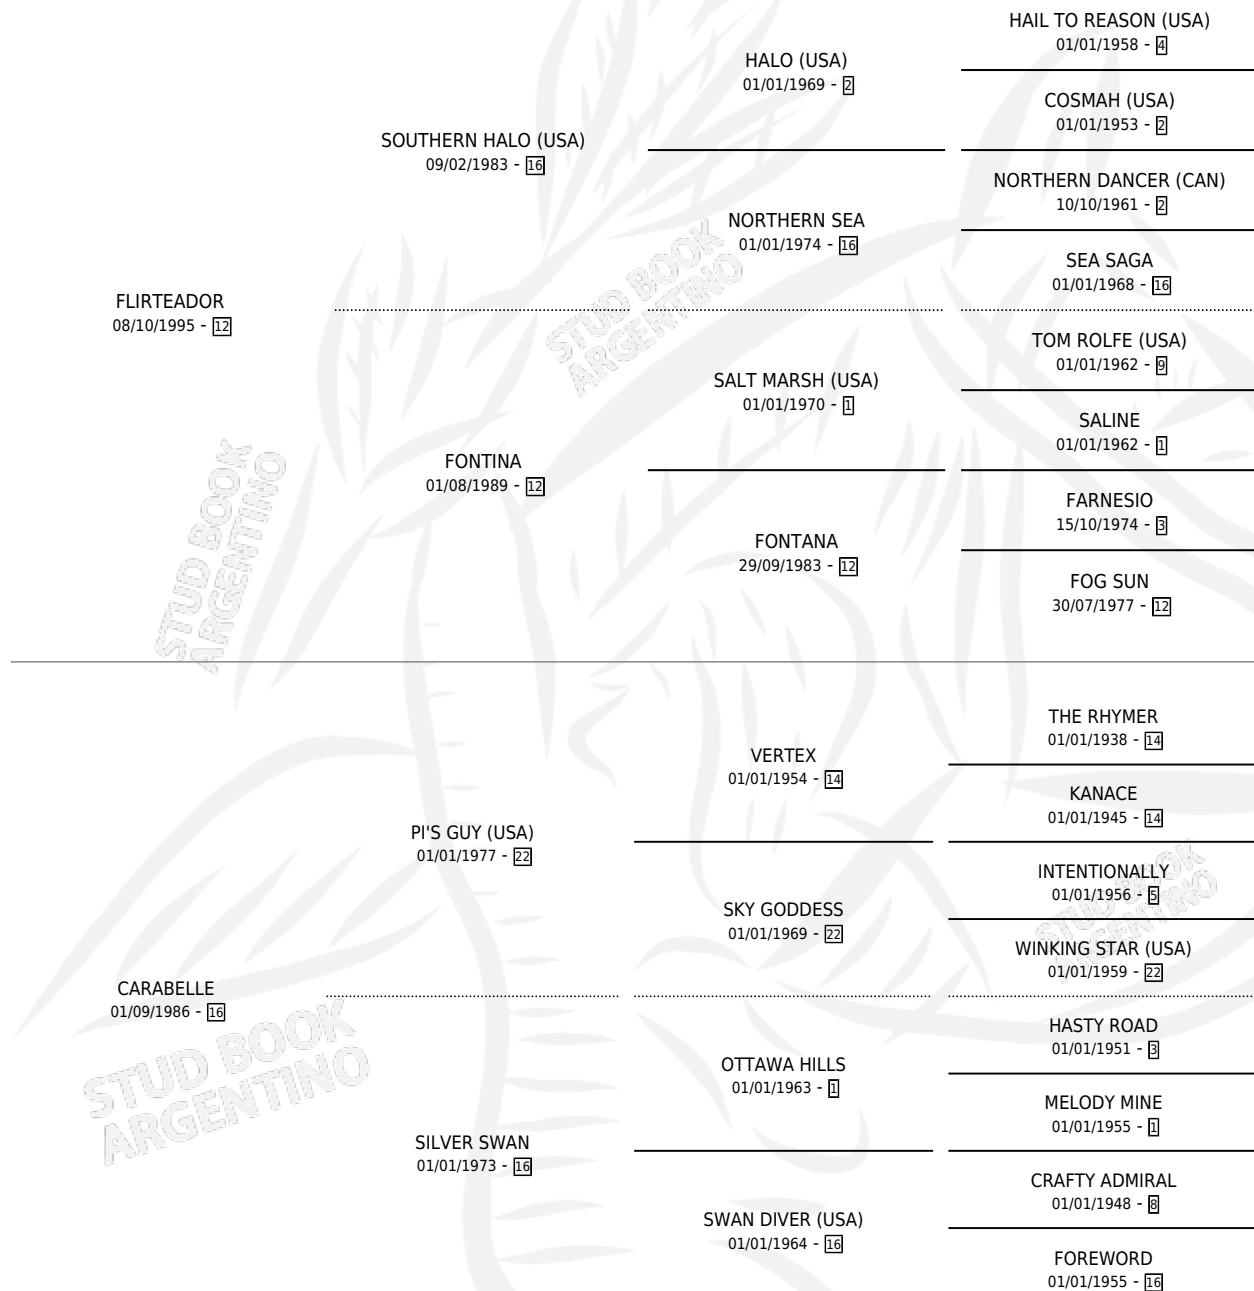 HAIL TO REASON (USA)
01/01/1958 - 4
HALO (USA)
01/01/1969 - 2
COSMAH (USA)
01/01/1953 - 2
SOUTHERN HALO (USA)
09/02/1983 - 16
NORTHERN DANCER (CAN)
10/10/1961 - 2
NORTHERN SEA
01/01/1974 - 16
SEA SAGA
01/01/1968 - 16
FLIRTEADOR
08/10/1995 - 12
STUD BOOK
ARGENTINO
TOM ROLFE (USA)
01/01/1962 - 9
SALT MARSH (USA)
01/01/1970 - 1
SALINE
01/01/1962 - 1
FONTINA
01/08/1989 - 12
FARNESIO
15/10/1974 - 3
FONTANA
29/09/1983 - 12
FOG SUN
30/07/1977 - 12
STUD BOOK
ARGENTINO
THE RHYMER
01/01/1938 - 14
VERTEX
01/01/1954 - 14
KANACE
01/01/1945 - 14
PI'S GUY (USA)
01/01/1977 - 22
INTENTIONALLY
01/01/1956 - 5
SKY GODDESS
01/01/1969 - 22
WINKING STAR (USA)
01/01/1959 - 22
STUD BOOK
ARGENTINO
CARABELLE
01/09/1986 - 16
HASTY ROAD
01/01/1951 - 3
OTTAWA HILLS
01/01/1963 - 1
MELODY MINE
01/01/1955 - 1
STUD BOOK
ARGENTINO
SILVER SWAN
01/01/1973 - 16
CRAFTY ADMIRAL
01/01/1948 - 8
SWAN DIVER (USA)
01/01/1964 - 16
FOREWORD
01/01/1955 - 16